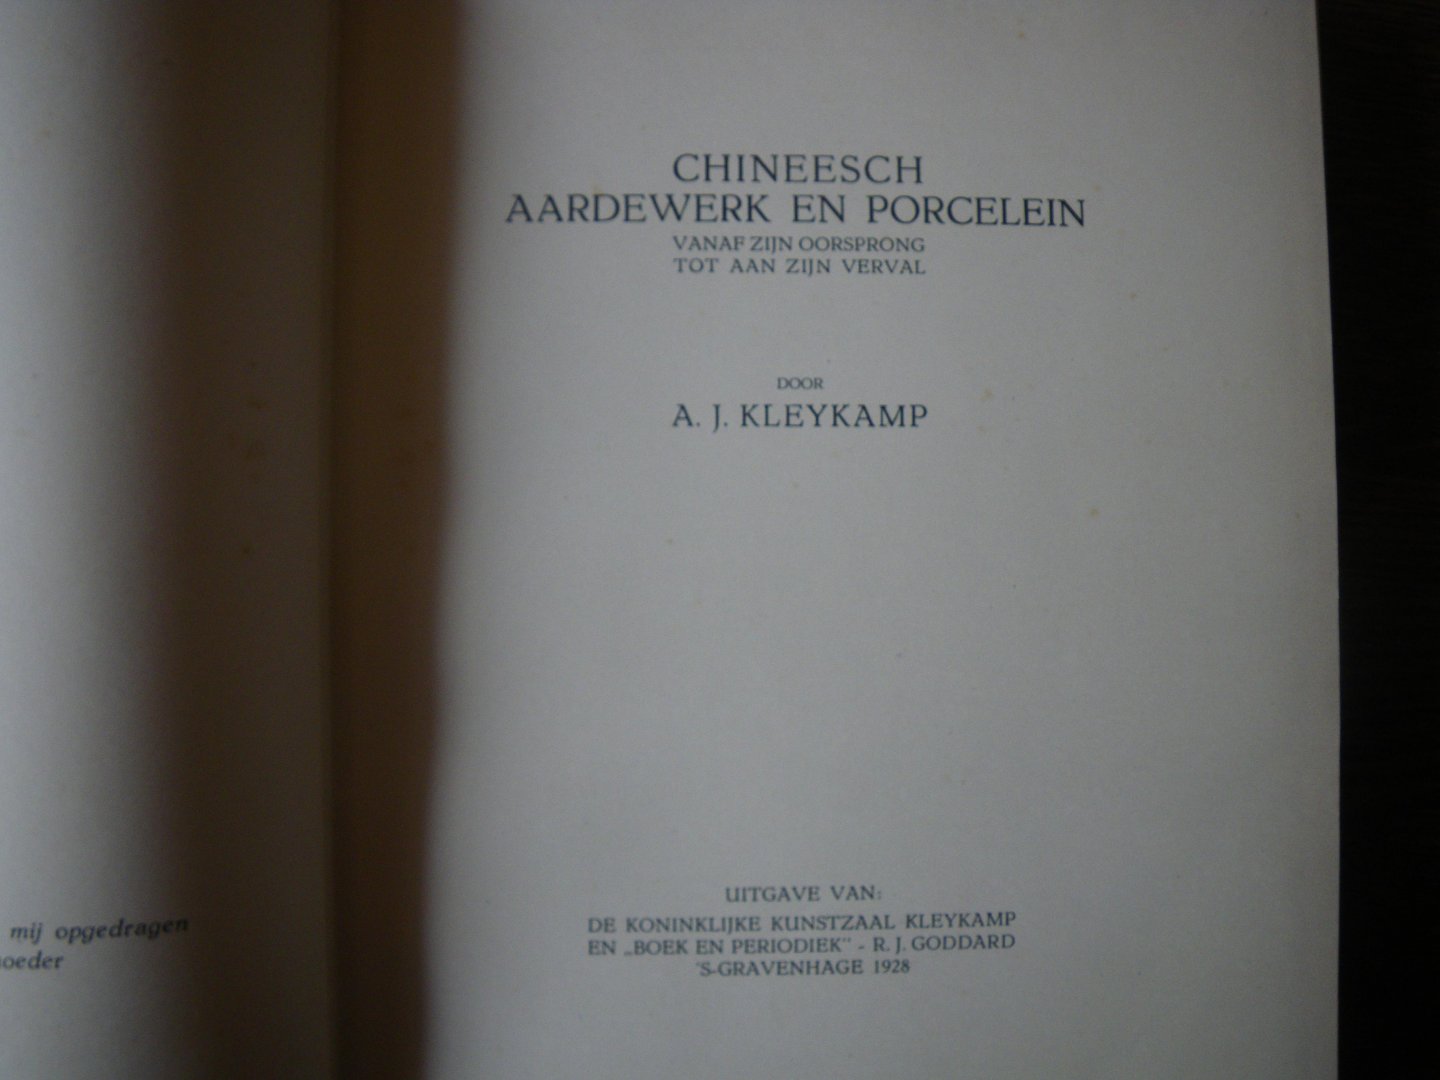 mij opgedragen
CHINEESCH
AARDEWERK EN PORCELEIN
VANAF ZIJN OORSPRONG
TOT AAN ZIJN VERVAL
DOOR
A. J. KLEYKAMP
UITGAVE VAN:
DE KONINKLIJKE KUNSTZAAL KLEYKAMP
EN „BOEK EN PERIODIEK" - R. J. GODDARD
'S-GRAVENHAGE 1928